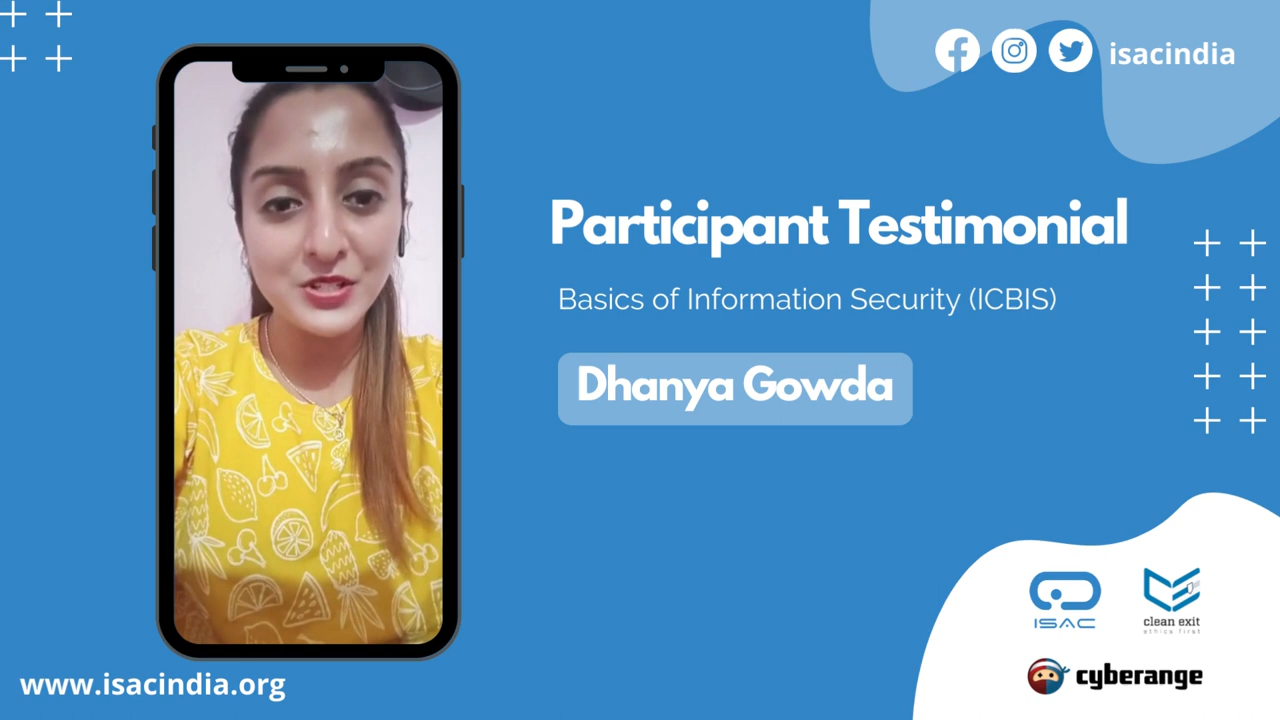 isacindia
Participant Testimonial
Basics of Information Security (ICBIS)
Dhanya Gowda
ISAC
clean exit
ethics first
cyberange
www.isacindia.org